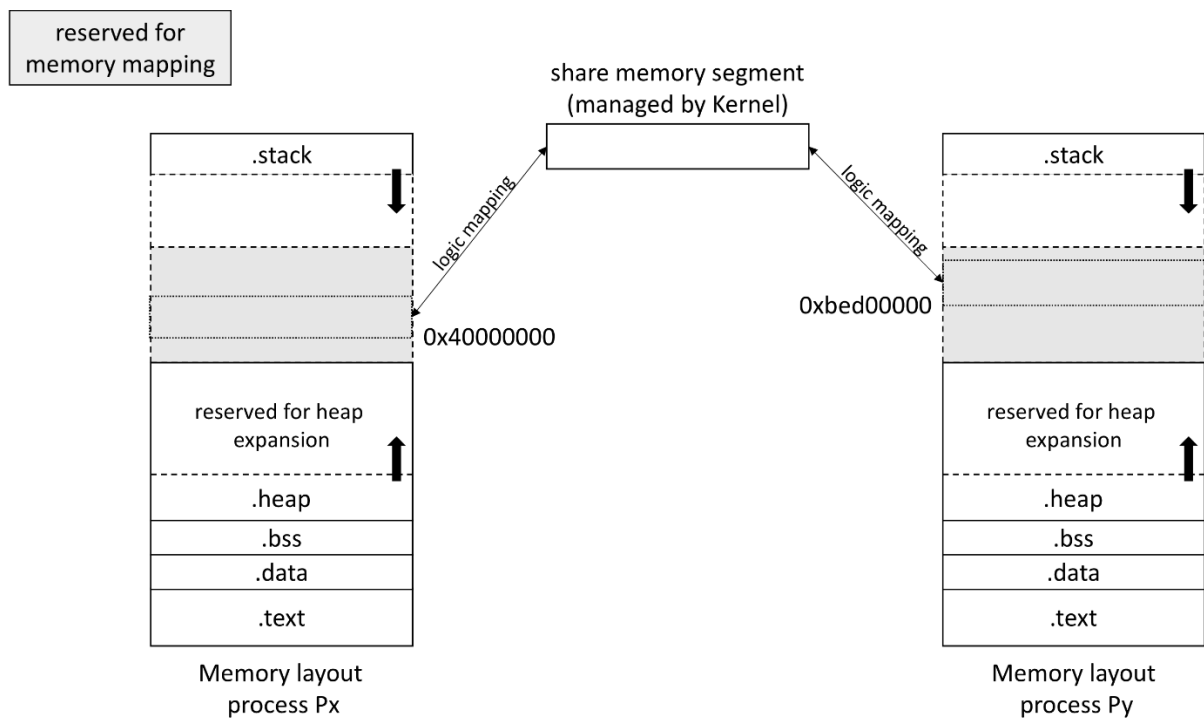 reserved for
memory mapping
share memory segment
(managed by Kernel)
.stack
logic mapping
0x40000000
reserved for heap
expansion
.heap
.bss
.data
.text
Memory layout
process Px
.stack
logic mapping
0xbed00000
reserved for heap
expansion
.heap
.bss
.data
.text
Memory layout
process Py